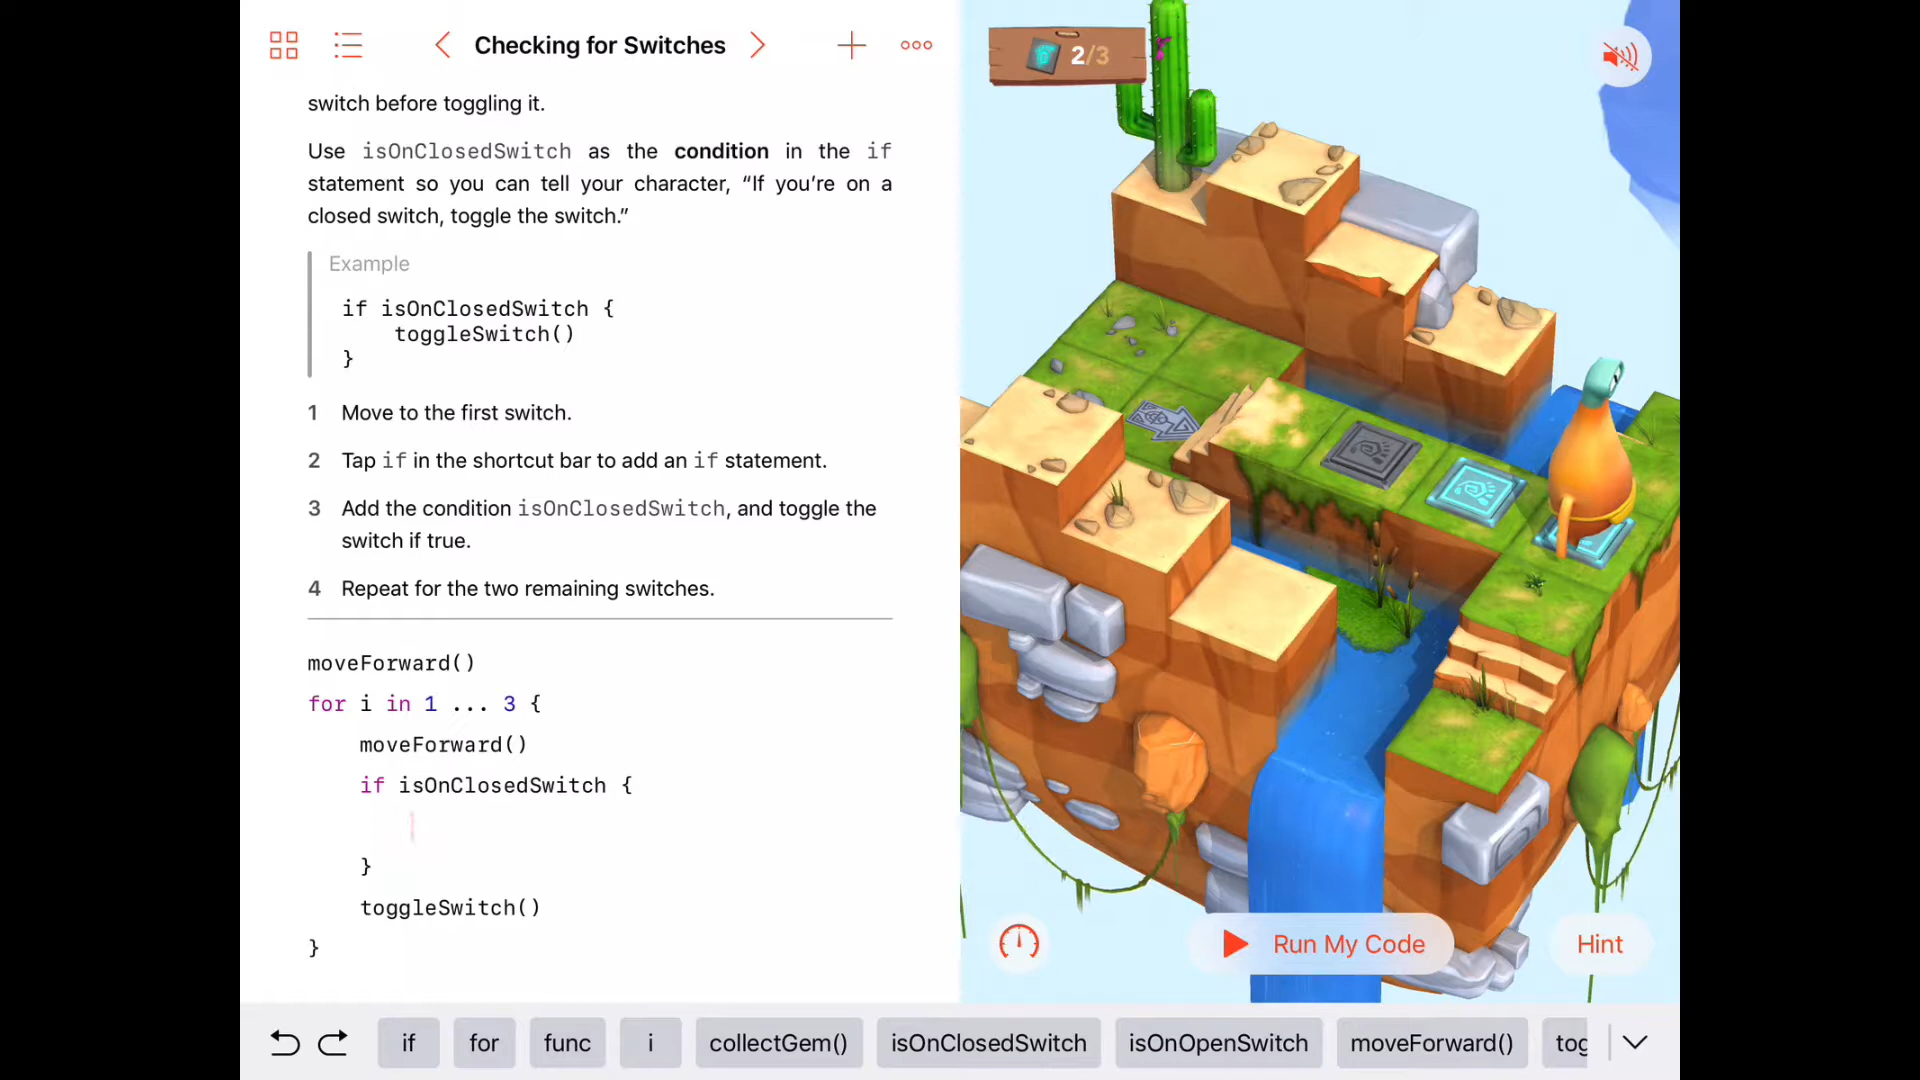 Checking for Switches
2/3
switch before toggling it.
Use isOnClosedSwitch as the condition in the if
statement so you can tell your character, “If you’re on a
closed switch, toggle the switch.”
Example
if isOnClosedSwitch {
toggleSwitch()
}
1 Move to the first switch.
2 Tap if in the shortcut bar to add an if statement.
3 Add the condition isOnClosedSwitch, and toggle the
switch if true.
4 Repeat for the two remaining switches.
moveForward()
for i in 1 ... 3 {
moveForward()
if isOnClosedSwitch {
}
toggleSwitch()
}
Run My Code
Hint
if for func i collectGem() isOnClosedSwitch isOnOpenSwitch moveForward() tog